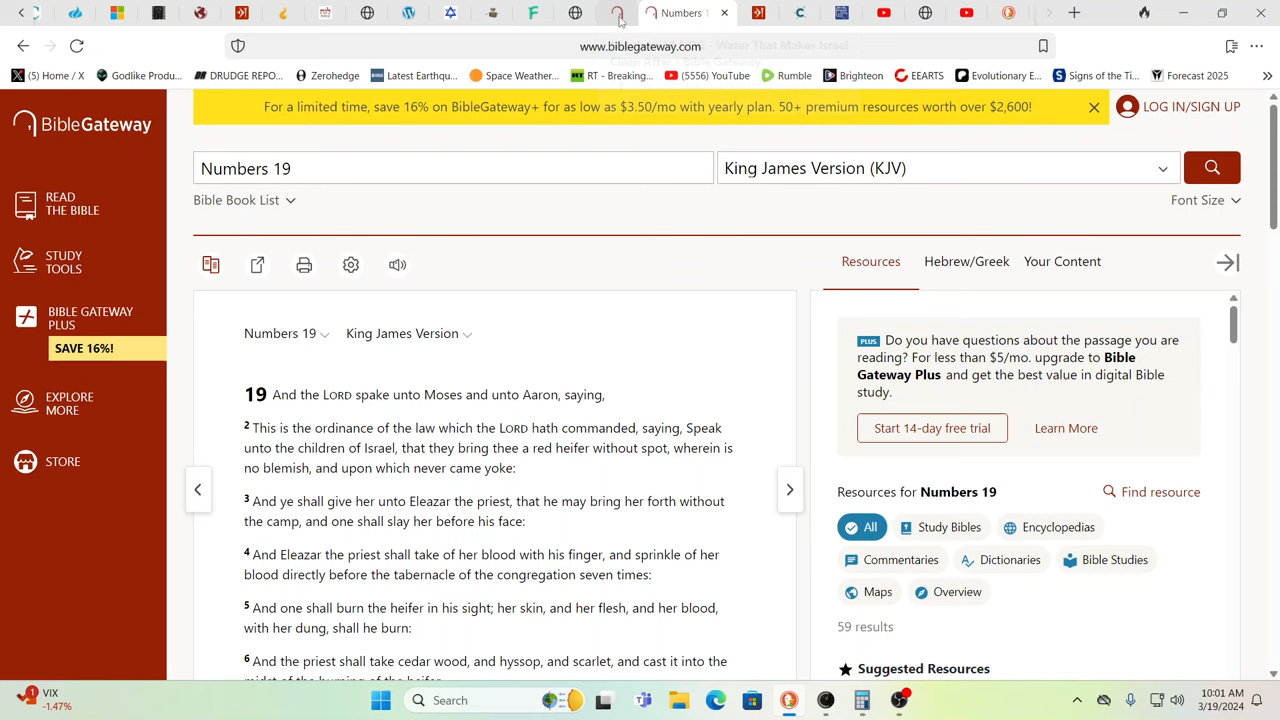 Numbers 1
www.biblegateway.com
- Water That Makes Israel
Clean After - Bible Gateway
(5) Home / X
Godlike Produ...
DRUDGE REPO...
Zerohedge
Latest Earthqu...
Space Weather...
RT - Breaking...
(5556) YouTube
Rumble
Brighteon
EEARTS
Evolutionary E...
Signs of the Ti...
Forecast 2025
BibleGateway
For a limited time, save 16% on BibleGateway+ for as low as $3.50/mo with yearly plan. 50+ premium resources worth over $2,600!
LOG IN/SIGN UP
Numbers 19
King James Version (KJV)
Bible Book List
Font Size
READ
THE BIBLE
STUDY
TOOLS
BIBLE GATEWAY
PLUS
SAVE 16%!
EXPLORE
MORE
STORE
Resources
Hebrew/Greek
Your Content
Numbers 19
King James Version
19 And the LORD spake unto Moses and unto Aaron, saying,
2 This is the ordinance of the law which the LORD hath commanded, saying, Speak
unto the children of Israel, that they bring thee a red heifer without spot, wherein is
no blemish, and upon which never came yoke:
3 And ye shall give her unto Eleazar the priest, that he may bring her forth without
the camp, and one shall slay her before his face:
4 And Eleazar the priest shall take of her blood with his finger, and sprinkle of her
blood directly before the tabernacle of the congregation seven times:
5 And one shall burn the heifer in his sight; her skin, and her flesh, and her blood,
with her dung, shall he burn:
6 And the priest shall take cedar wood, and hyssop, and scarlet, and cast it into the
midst of the burning of the heifer.
PLUS Do you have questions about the passage you are
reading? For less than $5/mo. upgrade to Bible
Gateway Plus and get the best value in digital Bible
study.
Start 14-day free trial
Learn More
Resources for Numbers 19
Find resource
All
Study Bibles
Encyclopedias
Commentaries
Dictionaries
Bible Studies
Maps
Overview
59 results
Suggested Resources
1
VIX
-1.47%
Search
10:01 AM
3/19/2024